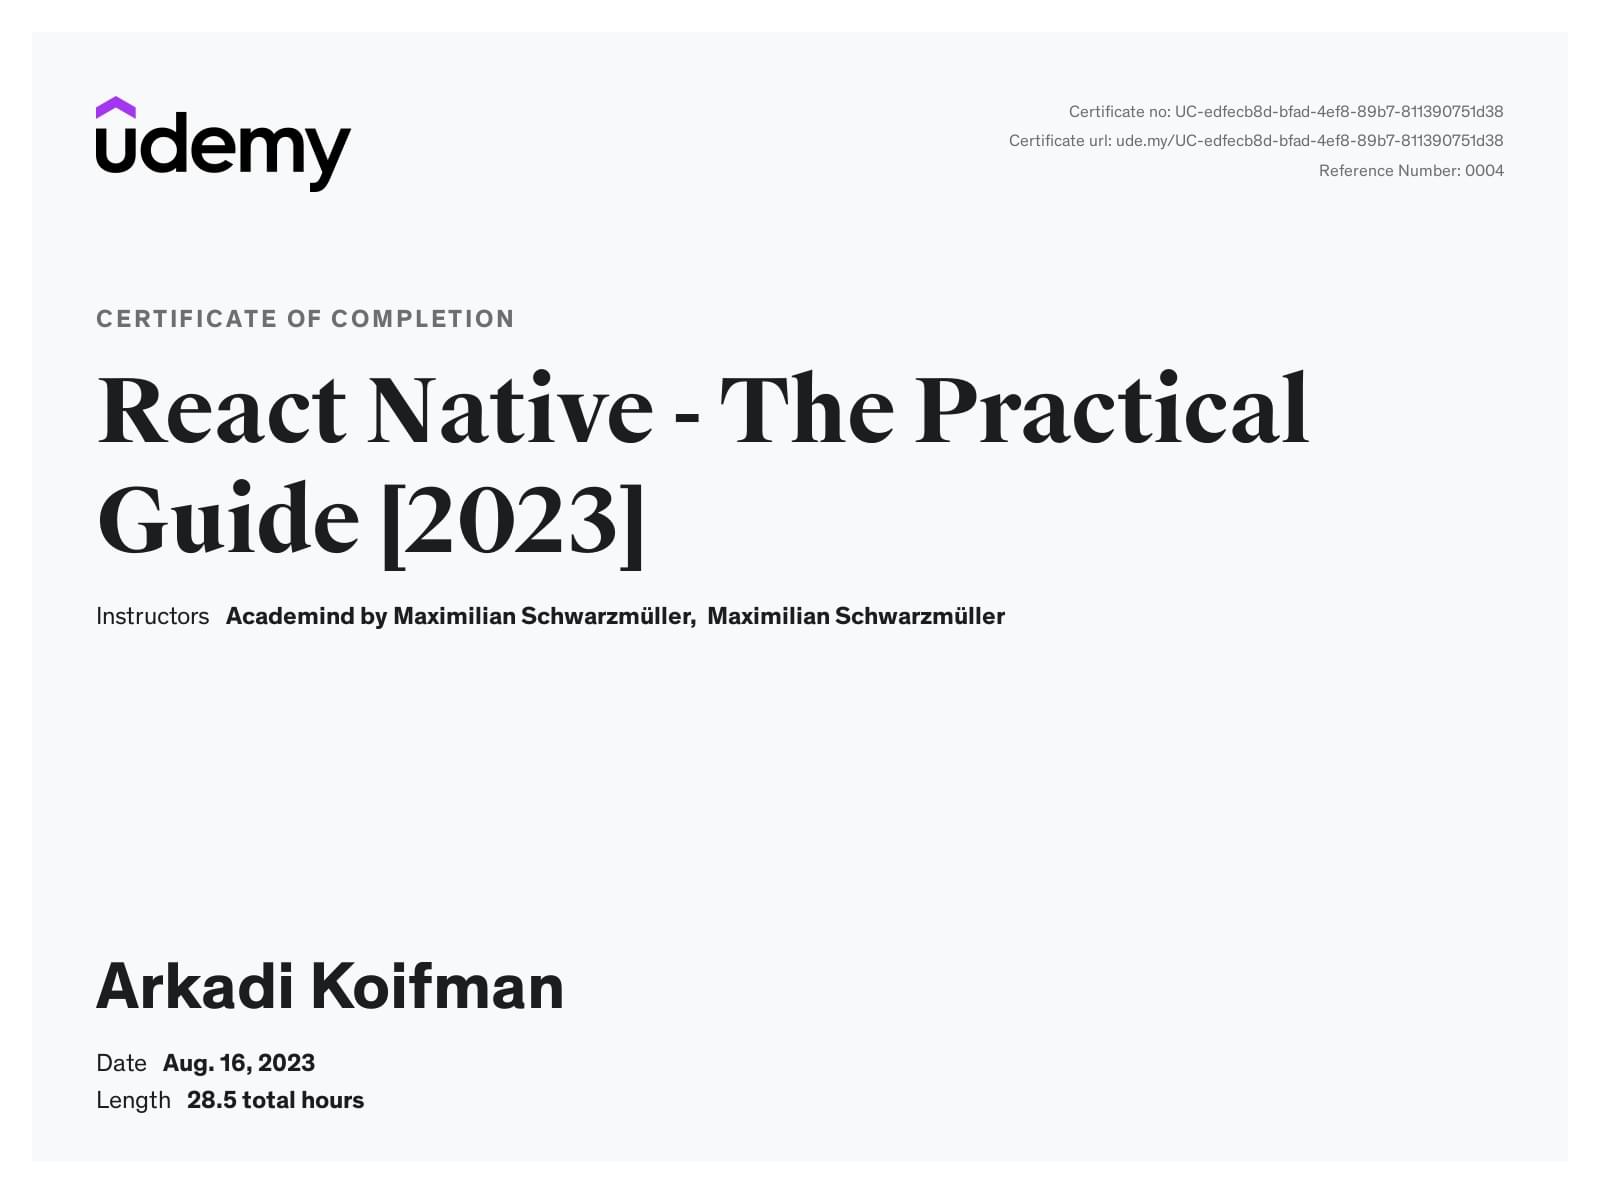 udemy
Certificate no: UC-edfecb8d-bfad-4ef8-89b7-811390751d38
Certificate url: ude.my/UC-edfecb8d-bfad-4ef8-89b7-811390751d38
Reference Number: 0004
CERTIFICATE OF COMPLETION
React Native - The Practical
Guide [2023]
Instructors Academind by Maximilian Schwarzmüller, Maximilian Schwarzmüller
Arkadi Koifman
Date Aug. 16, 2023
Length 28.5 total hours